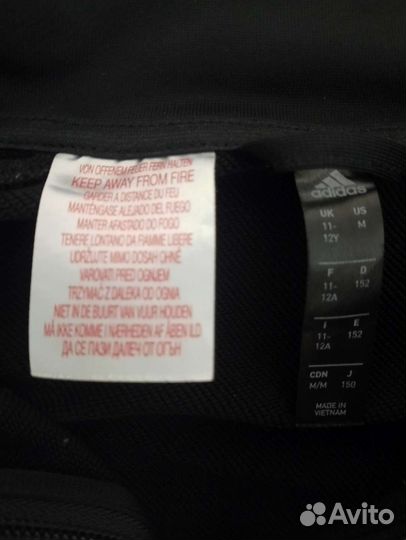 VON OFFENEM FEUER FERN HALTEN
KEEP AWAY FROM FIRE
GARDER A DISTANCE DU FEU
MANTÉNGASE ALEJADO DEL FUEGO
MANTER AFASTADO DO FOGO
TENERE LONTANO DA FIAMME LIBERE
UDRŽUJTE MIMO DOSAH OHNĚ
VAROVATI PRED OGNJEM
TRZYMAĆ Z DALEKA OD OGNIA
NIET IN DE BUURT VAN VUUR HOUDEN
MÅ IKKE KOMME I NÆRHEDEN AF ÅBEN ILD.
ДА СЕ ПАЗИ ДАЛЕЧ ОТ ОГЪН
adidas
UK US
11-12Y M
F D
11-12A 152
I E
11-12A 152
CDN J
M/M 150
MADE IN
VIETNAM
Avito